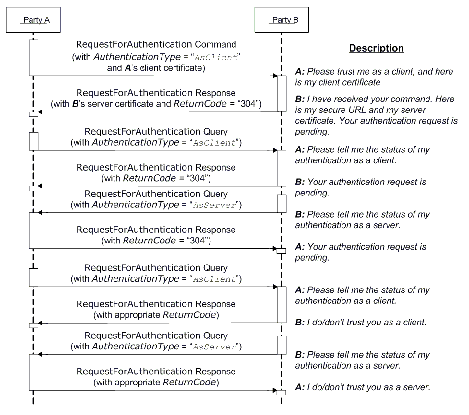 Party A
Party B
RequestForAuthentication Command
(with AuthenticationType = "AsClient"
and A's client certificate)
Description
A: Please trust me as a client, and here
is my client certificate
RequestForAuthentication Response
(with B's server certificate and ReturnCode = "304")
B: I have received your command. Here
is my secure URL and my server
certificate. Your authentication request is
pending.
RequestForAuthentication Query
(with AuthenticationType = "AsClient")
A: Please tell me the status of my
authentication as a client.
RequestForAuthentication Response
(with ReturnCode = "304")
B: Your authentication request is
pending.
RequestForAuthentication Query
(with AuthenticationType = "AsServer")
B: Please tell me the status of my
authentication as a server.
RequestForAuthentication Response
(with ReturnCode = "304")
A: Your authentication request is
pending.
RequestForAuthentication Query
(with AuthenticationType = "AsClient")
A: Please tell me the status of my
authentication as a client.
RequestForAuthentication Response
(with appropriate ReturnCode)
B: I do/don't trust you as a client.
RequestForAuthentication Query
(with AuthenticationType = "AsServer")
B: Please tell me the status of my
authentication as a server.
RequestForAuthentication Response
(with appropriate ReturnCode)
A: I do/don't trust you as a server.